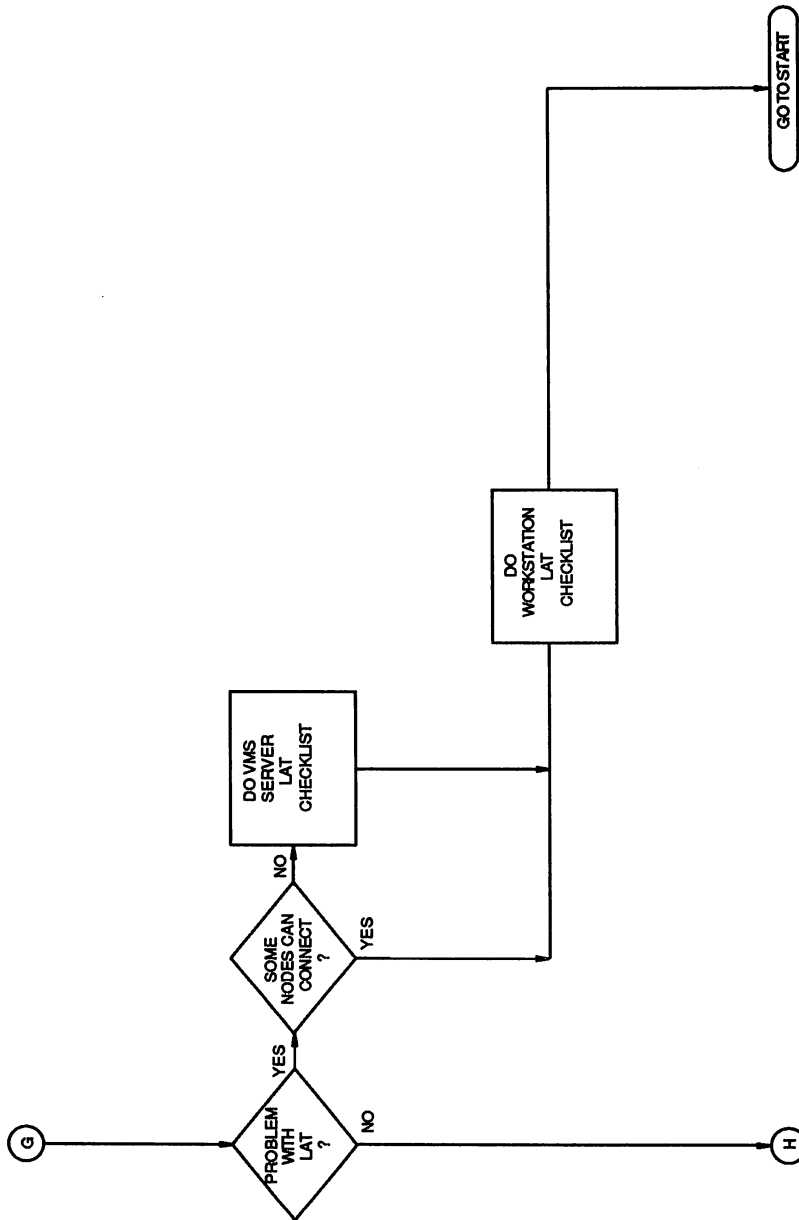 G
PROBLEM
WITH
LAT
?
YES
NO
SOME
NODES CAN
CONNECT
?
NO
YES
DO VMS
SERVER
LAT
CHECKLIST
DO
WORKSTATION
LAT
CHECKLIST
H
GO TO START